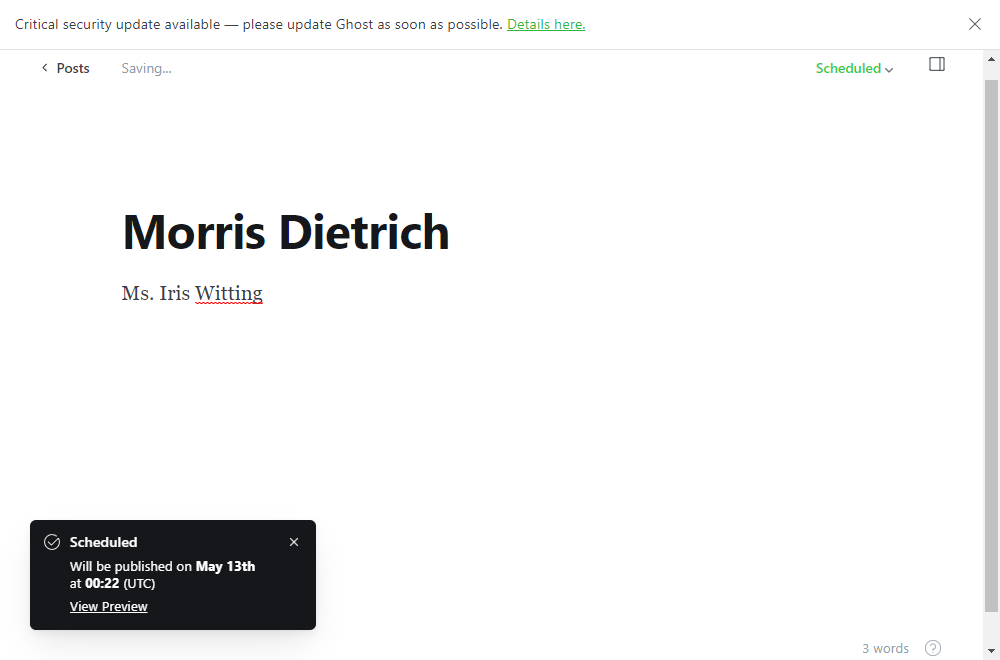 Critical security update available — please update Ghost as soon as possible. Details here.
Posts
Saving...
Scheduled
Morris Dietrich
Ms. Iris Witting
Scheduled
Will be published on May 13th
at 00:22 (UTC)
View Preview
3 words
?